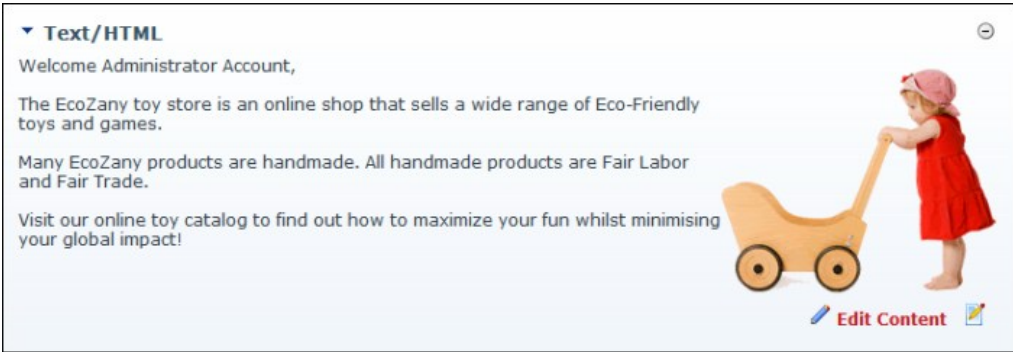 Text/HTML
Welcome Administrator Account,
The EcoZany toy store is an online shop that sells a wide range of Eco-Friendly
toys and games.
Many EcoZany products are handmade. All handmade products are Fair Labor
and Fair Trade.
Visit our online toy catalog to find out how to maximize your fun whilst minimising
your global impact!
Edit Content